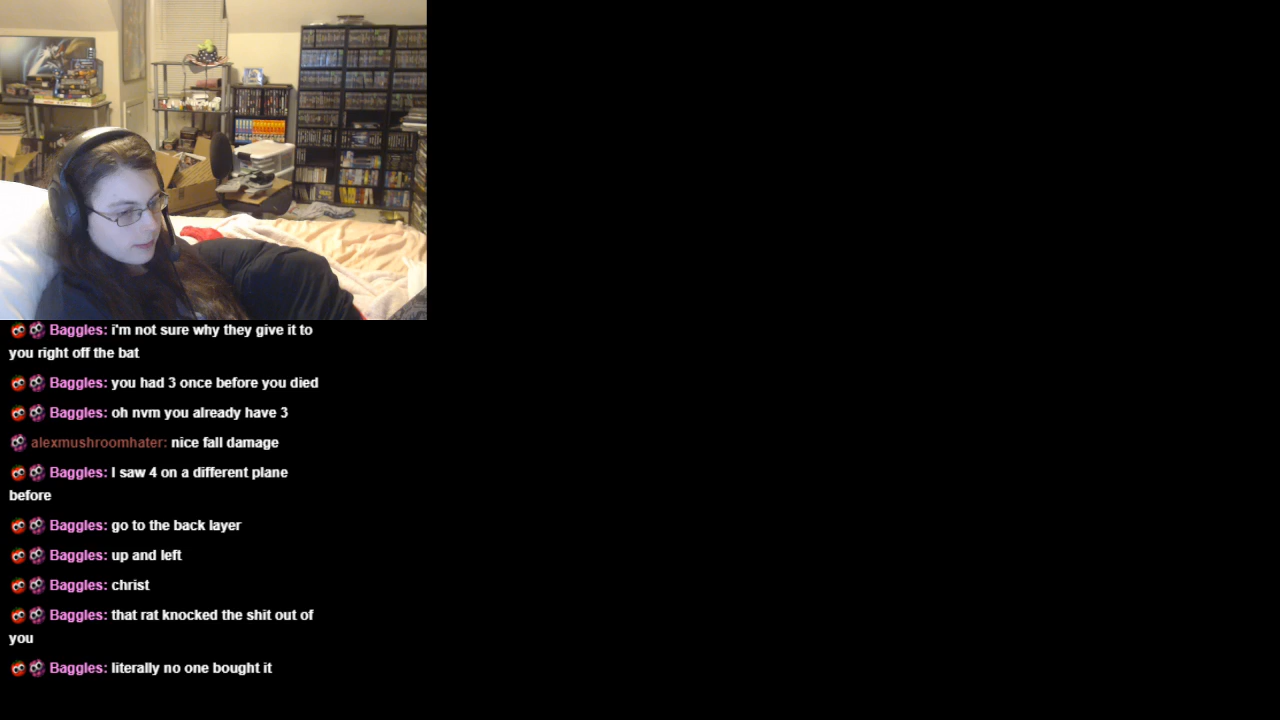 Baggles: i'm not sure why they give it to
you right off the bat
Baggles: you had 3 once before you died
Baggles: oh nvm you already have 3
alexmushroomhater: nice fall damage
Baggles: I saw 4 on a different plane
before
Baggles: go to the back layer
Baggles: up and left
Baggles: christ
Baggles: that rat knocked the shit out of
you
Baggles: literally no one bought it